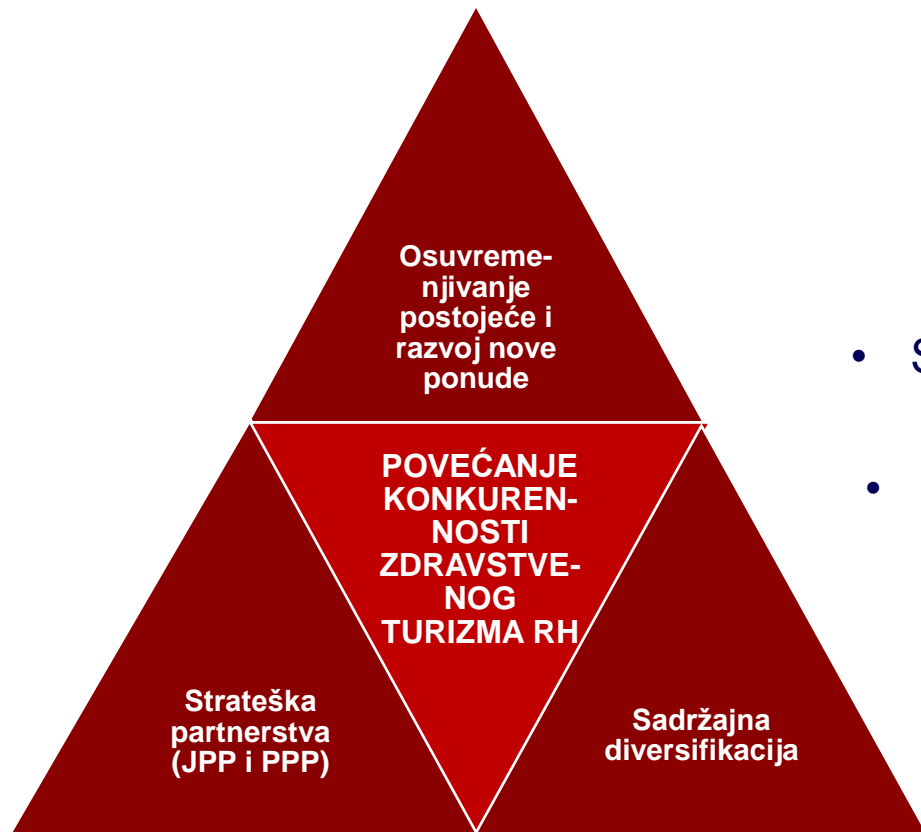 Osuvreme-
njivanje
postojeće i
razvoj nove
ponude
• S
•
POVEĆANJE
KONKUREN-
NOSTI
ZDRAVSTVE-
NOG
TURIZMA RH
Strateška
partnerstva
(JPP i PPP)
Sadržajna
diversifikacija